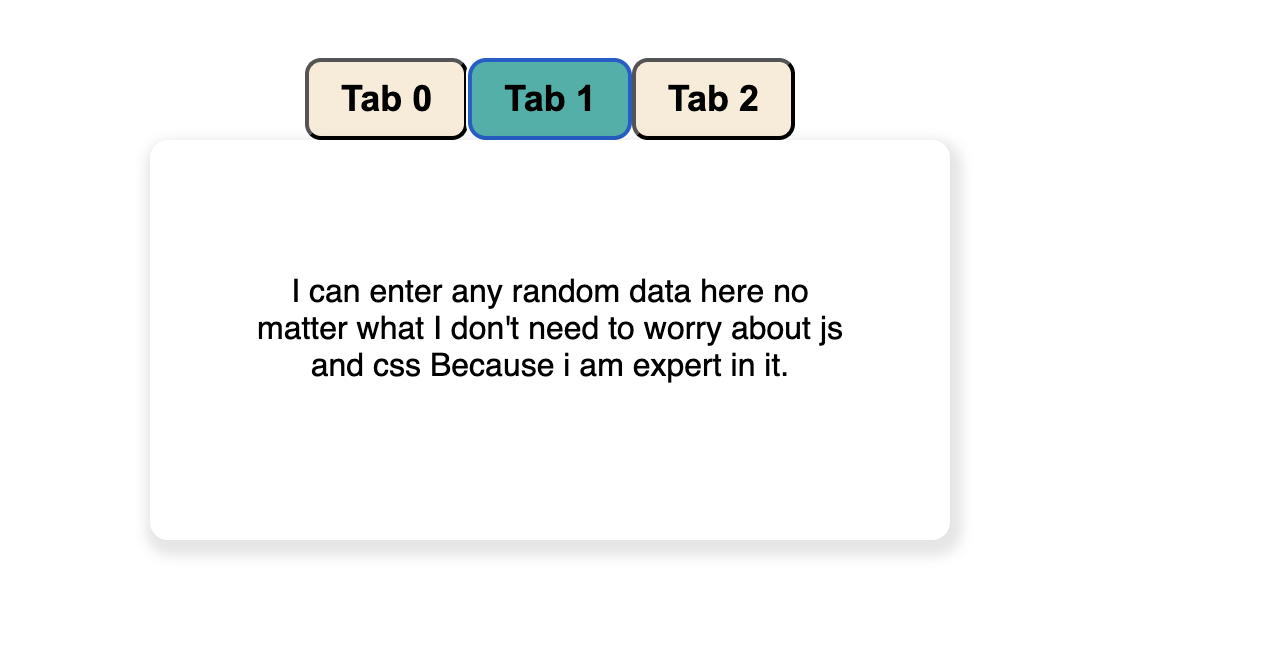 Tab 0 Tab 1 Tab 2
I can enter any random data here no
matter what I don't need to worry about js
and css Because i am expert in it.